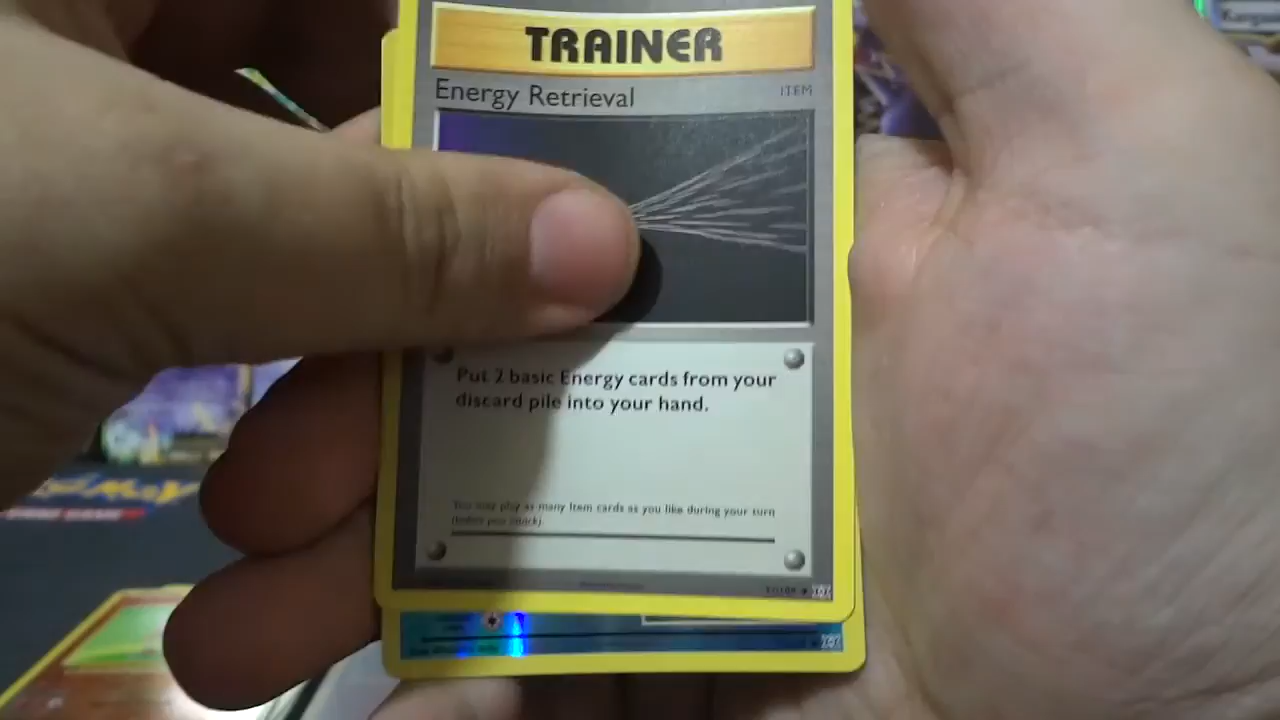 TRAINER
Energy Retrieval
ITEM
Put 2 basic Energy cards from your
discard pile into your hand.
You may play as many Item cards as you like during your turn
(before your attack).